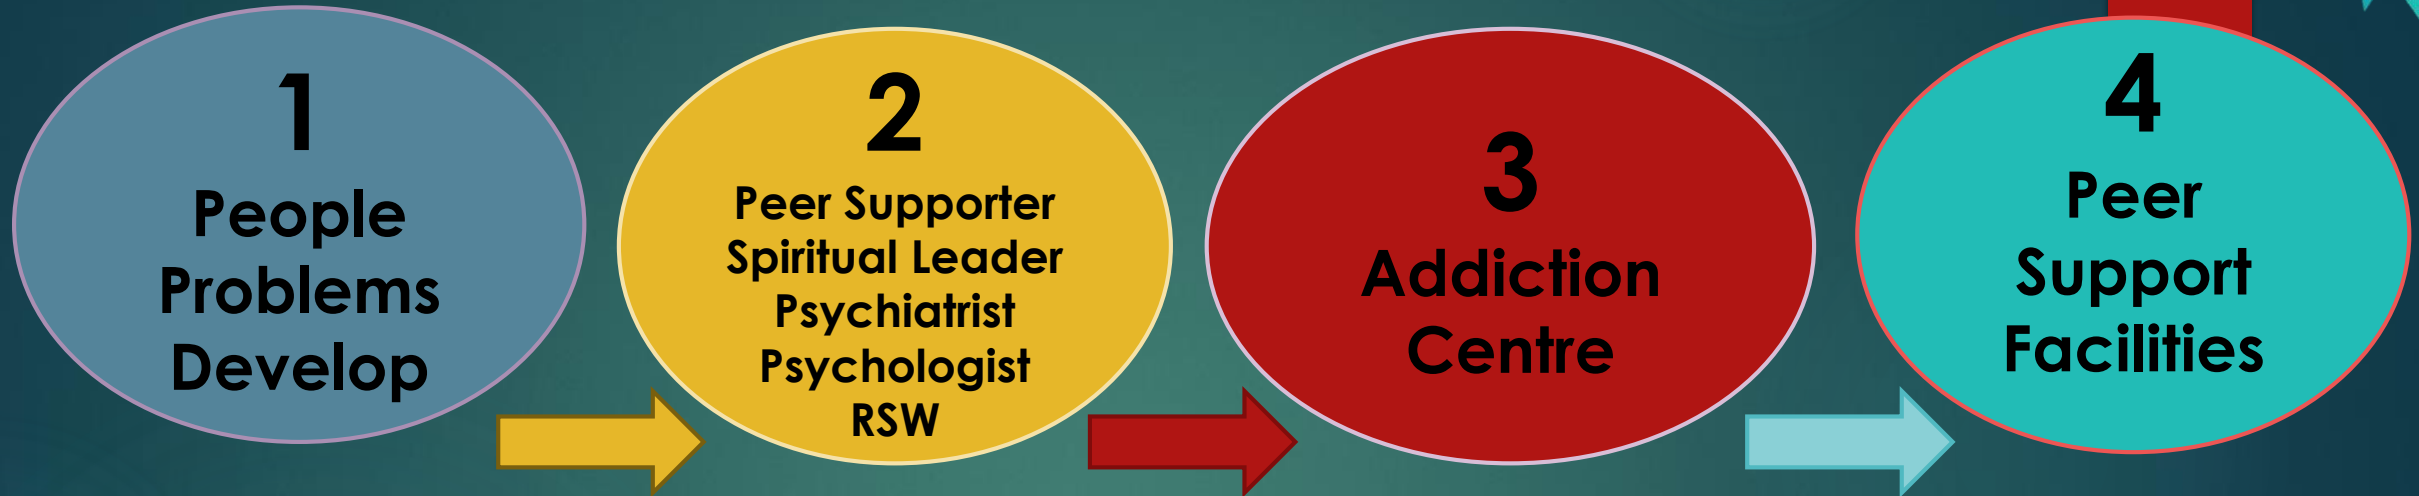 1
People
Problems
Develop
2
Peer Supporter
Spiritual Leader
Psychiatrist
Psychologist
RSW
3
Addiction
Centre
4
Peer
Support
Facilities